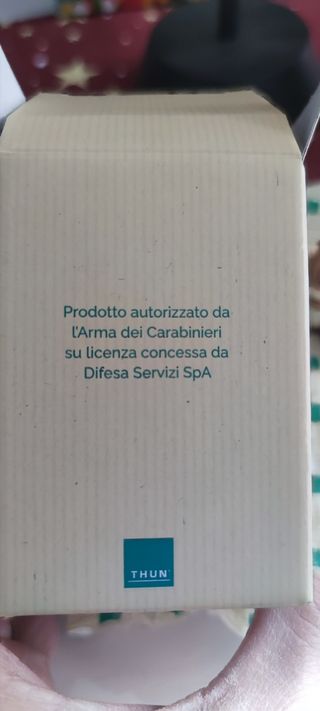 Prodotto autorizzato da
l'Arma dei Carabinieri
su licenza concessa da
Difesa Servizi SpA
THUN